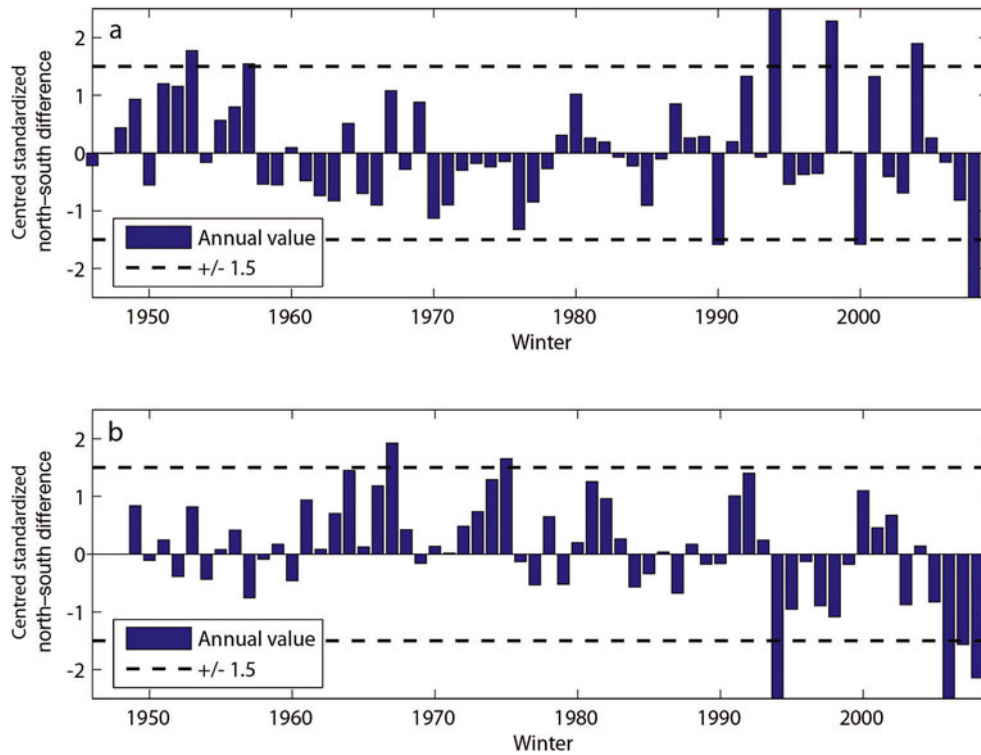 a
Centred standardized
north–south difference
2
1
0
-1
-2
Annual value
+/- 1.5
1950 1960 1970 1980 1990 2000
Winter
b
Centred standardized
north–south difference
2
1
0
-1
-2
Annual value
+/- 1.5
1950 1960 1970 1980 1990 2000
Winter